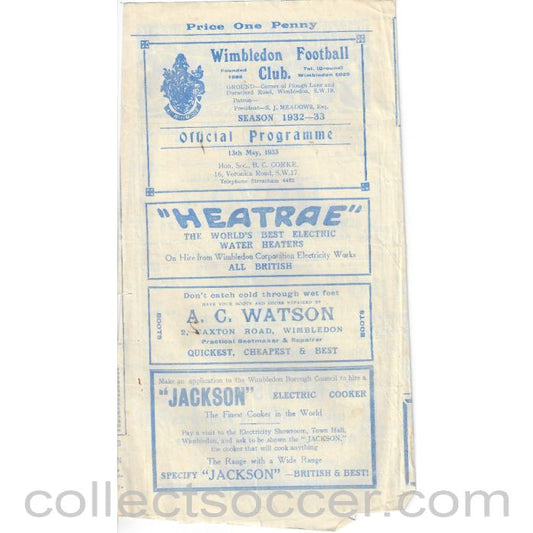 Price One Penny
Wimbledon Football
Club.
Founded
Tel. (Ground)
Wimbledon
GROUND—Corner of Plough Lane and
Durnsford Road, Wimbledon, S.W.19.
Patron—
President—S. J. MEADOWS, Esq.
SEASON 1932-33
Official Programme
13th May, 1933
Hon. Sec., B. C. CORKE,
16, Veronica Road, S.W.17
Telephone Streatham 4482
"HEATRAE"
THE WORLD'S BEST ELECTRIC
WATER HEATERS
On Hire from Wimbledon Corporation Electricity Works
ALL BRITISH
Don't catch cold through wet feet
HAVE YOUR BOOTS AND SHOES REPAIRED BY
BOOTS
A. C. WATSON
BOOTS
2, CAXTON ROAD, WIMBLEDON
Practical Bootmaker & Repairer
QUICKEST, CHEAPEST & BEST
Make an application to the Wimbledon Borough Council to hire a
"JACKSON" ELECTRIC COOKER
The Finest Cooker in the World
Pay a visit to the Electricity Showroom, Town Hall,
Wimbledon, and ask to be shown the "JACKSON,"
the cooker that will cook anything
The Range with a Wide Range
SPECIFY "JACKSON"—BRITISH & BEST!
collectsoccer.com